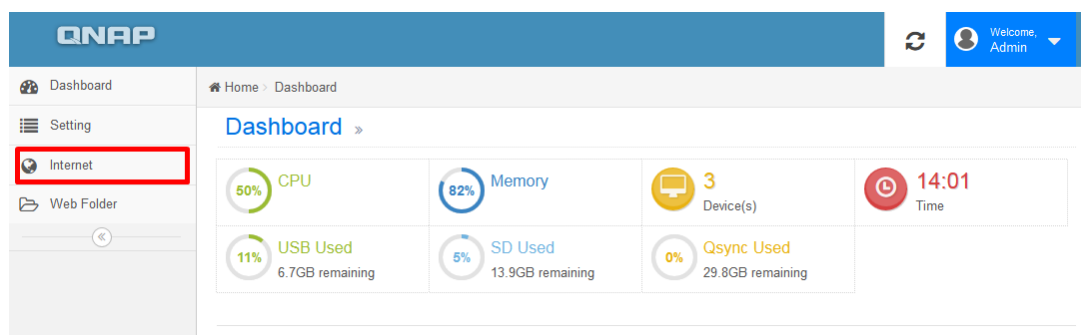 QNAP
Welcome,
Admin
Dashboard
Setting
Internet
Web Folder
Home > Dashboard
Dashboard »
50%
CPU
82%
Memory
3
Device(s)
14:01
Time
11%
USB Used
6.7GB remaining
5%
SD Used
13.9GB remaining
0%
Qsync Used
29.8GB remaining